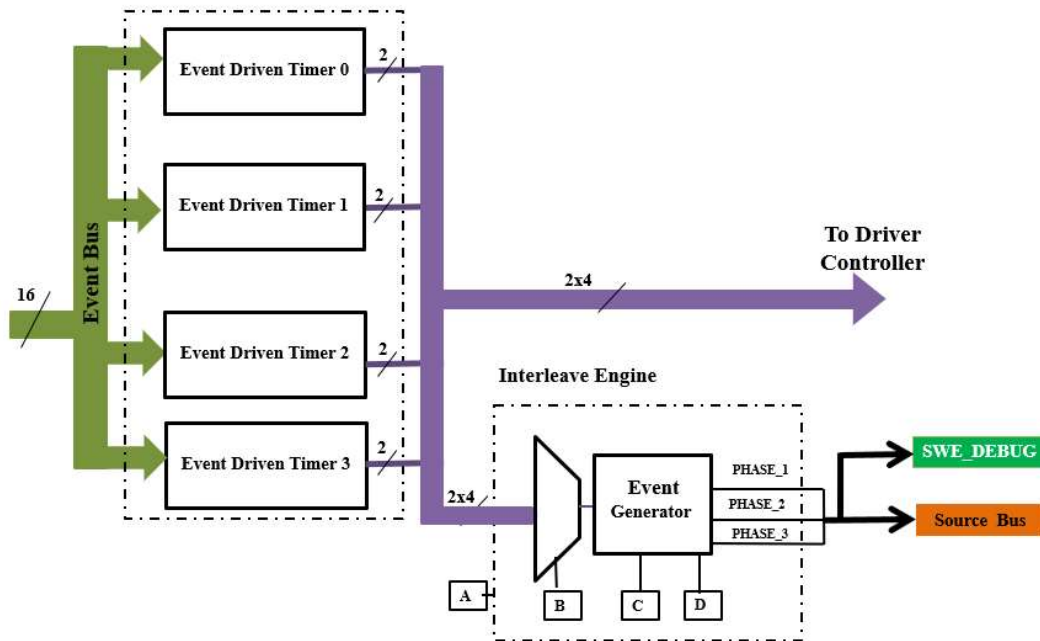 Event Bus
16
Event Driven Timer 0
2
Event Driven Timer 1
2
Event Driven Timer 2
2
Event Driven Timer 3
2
2x4
To Driver
Controller
Interleave Engine
2x4
Event
Generator
PHASE_1
PHASE_2
PHASE_3
SWE_DEBUG
Source Bus
A
B
C
D